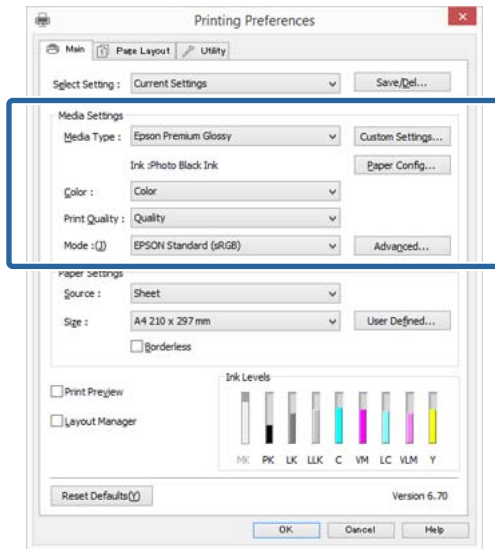 Printing Preferences
Main Page Layout Utility
Select Setting : Current Settings Save/Del...
Media Settings
Media Type : Epson Premium Glossy Custom Settings...
Ink :Photo Black Ink Paper Config...
Color : Color
Print Quality : Quality
Mode :(J) EPSON Standard (sRGB) Advanced...
Paper Settings
Source : Sheet
Size : A4 210 x 297 mm User Defined...
Borderless
Print Preview
Ink Levels
Layout Manager
MK PK LK LLK C VM LC VLM Y
Reset Defaults(Y) Version 6.70
OK Cancel Help